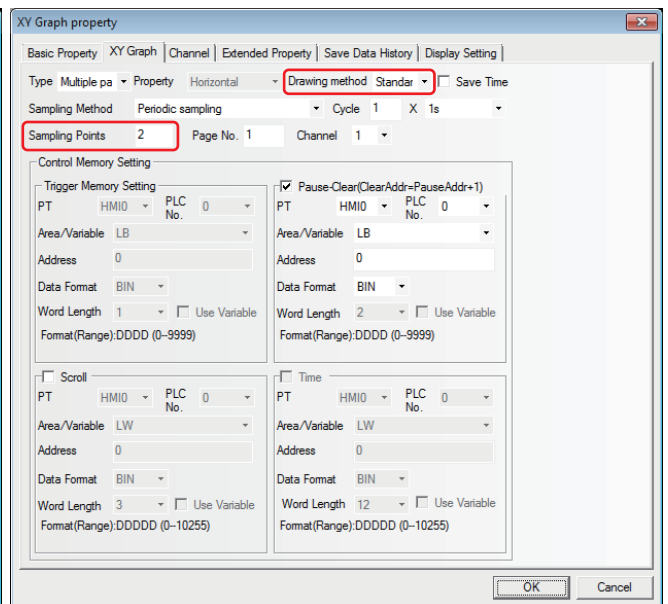 XY Graph property
Basic Property XY Graph Channel Extended Property Save Data History Display Setting
Type Multiple pa Property Horizontal Drawing method Standar Save Time
Sampling Method Periodic sampling Cycle 1 X 1s
Sampling Points 2 Page No. 1 Channel 1
Control Memory Setting
Trigger Memory Setting
PT HMI0 PLC No. 0
Area/Variable LB
Address 0
Data Format BIN
Word Length 1 Use Variable
Format(Range):DDDD (0--9999)
Pause-Clear(ClearAddr=PauseAddr+1)
PT HMI0 PLC No. 0
Area/Variable LB
Address 0
Data Format BIN
Word Length 2 Use Variable
Format(Range):DDDD (0--9999)
Scroll
PT HMI0 PLC No. 0
Area/Variable LW
Address 0
Data Format BIN
Word Length 3 Use Variable
Format(Range):DDDDD (0--10255)
Time
PT HMI0 PLC No. 0
Area/Variable LW
Address 0
Data Format BIN
Word Length 12 Use Variable
Format(Range):DDDDD (0--10255)
OK Cancel